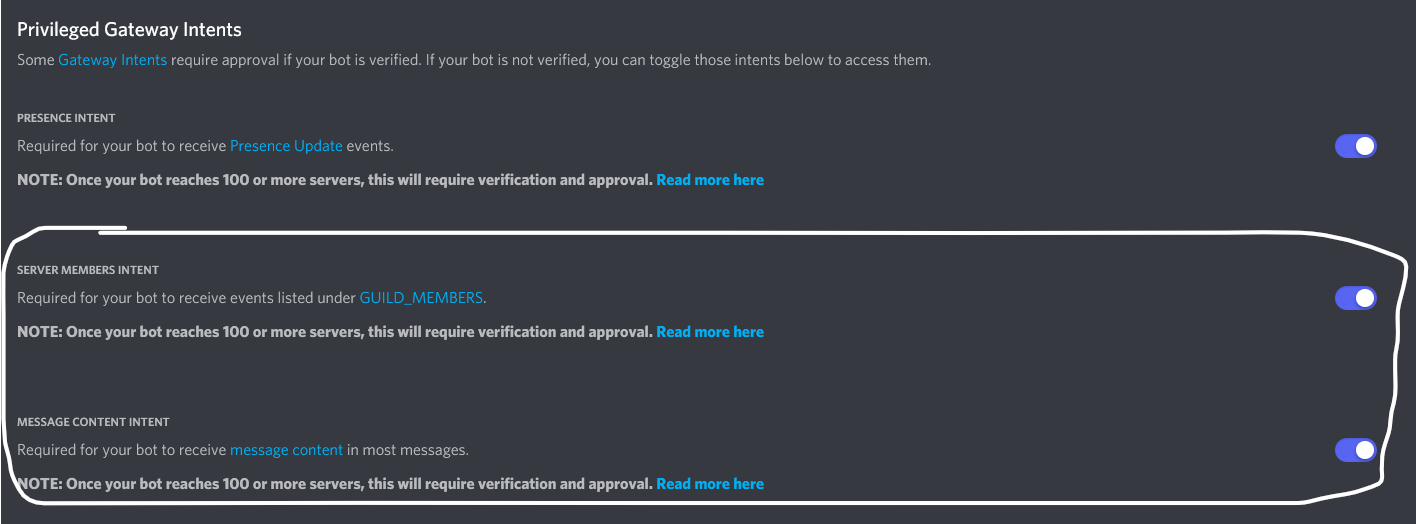 Privileged Gateway Intents
Some Gateway Intents require approval if your bot is verified. If your bot is not verified, you can toggle those intents below to access them.
PRESENCE INTENT
Required for your bot to receive Presence Update events.
NOTE: Once your bot reaches 100 or more servers, this will require verification and approval. Read more here
SERVER MEMBERS INTENT
Required for your bot to receive events listed under GUILD_MEMBERS.
NOTE: Once your bot reaches 100 or more servers, this will require verification and approval. Read more here
MESSAGE CONTENT INTENT
Required for your bot to receive message content in most messages.
NOTE: Once your bot reaches 100 or more servers, this will require verification and approval. Read more here